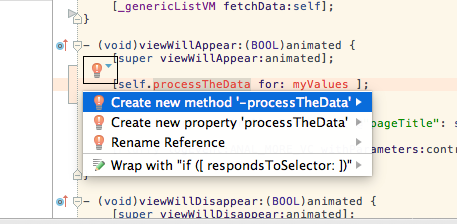 [_genericListVM fetchData:self];
}
- (void)viewWillAppear:(BOOL)animated {
[super viewWillAppear:animated];
[self.processTheData for: myValues ];
Create new method '-processTheData'
Create new property 'processTheData'
pageTitle": s
Rename Reference
rameters:contr
Wrap with "if ([ respondsToSelector: ])"
}
- (void)viewWillDisappear:(BOOL)animated {
[super viewWillDisappear:animated];